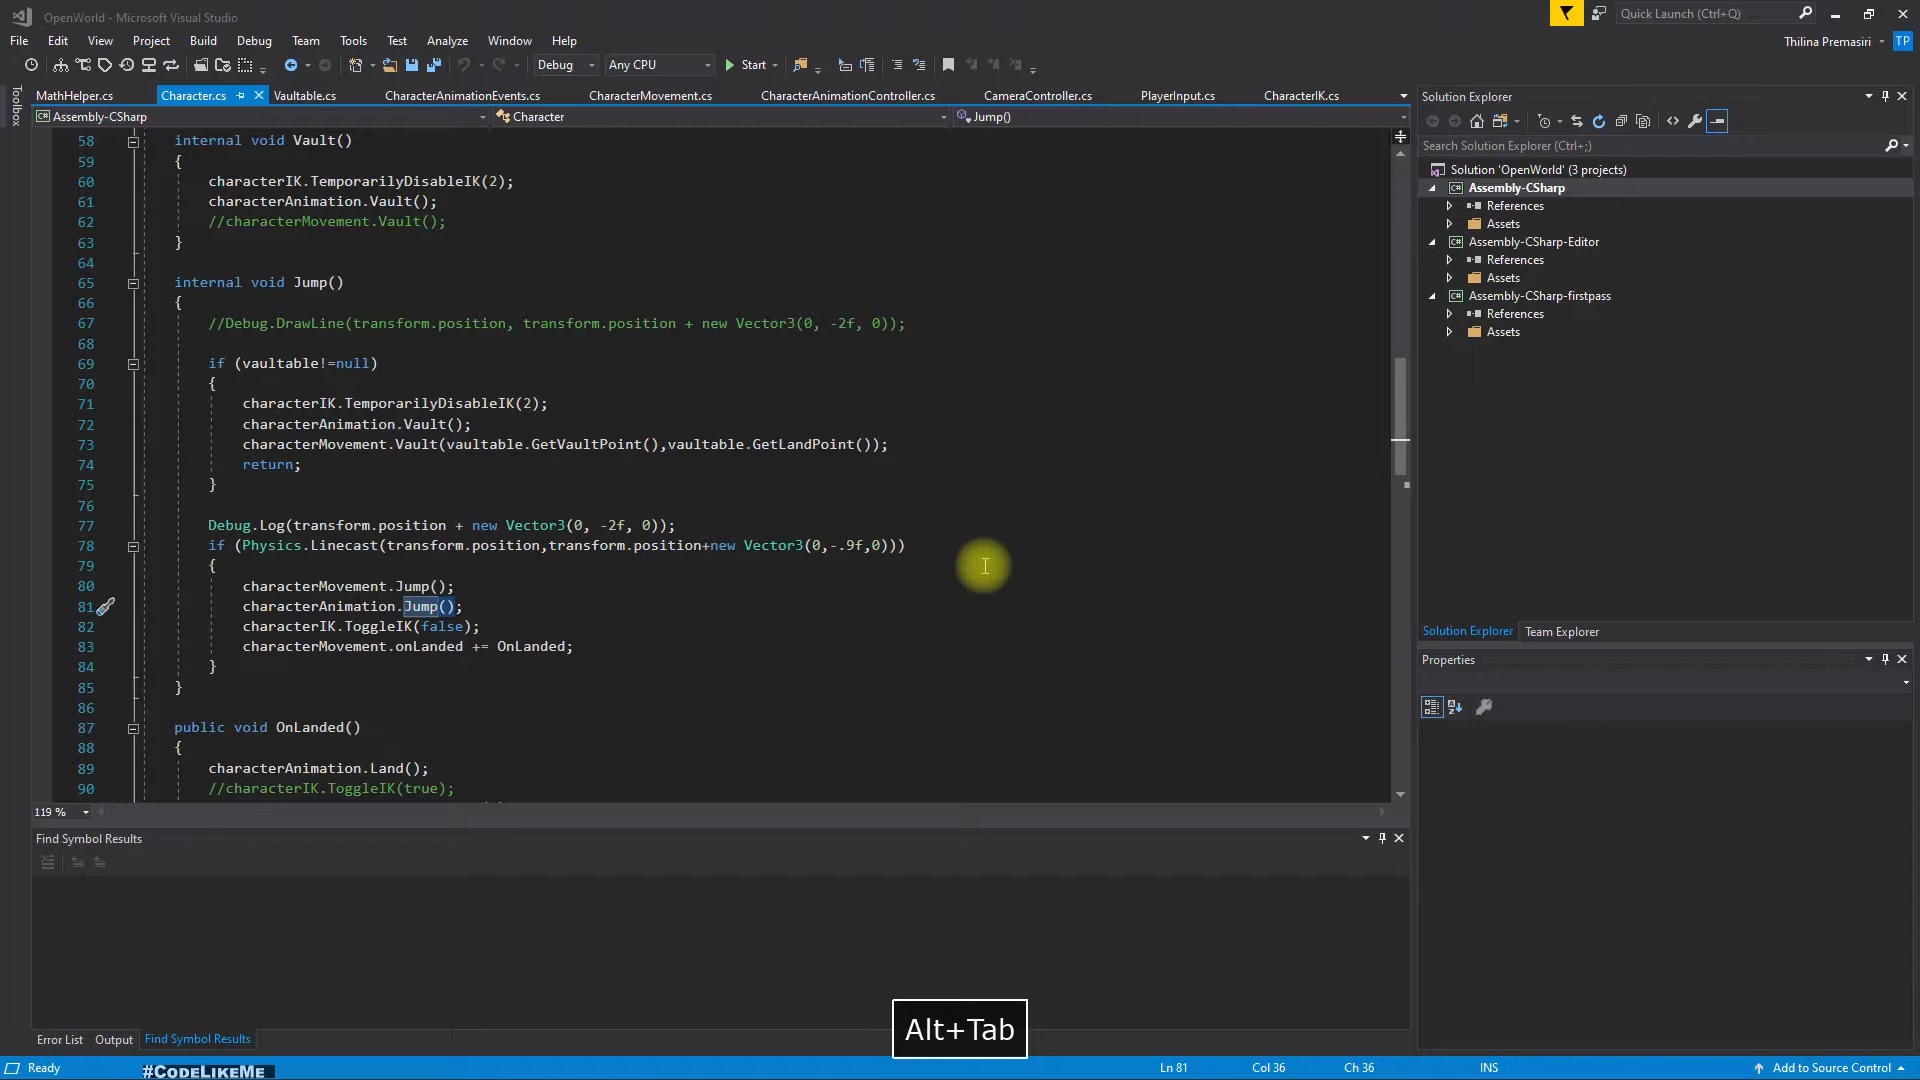 OpenWorld - Microsoft Visual Studio
Quick Launch (Ctrl+Q)
File Edit View Project Build Debug Team Tools Test Analyze Window Help
Thilina Premasiri TP
Debug Any CPU Start
Toolbox
MathHelper.cs Character.cs Vaultable.cs CharacterAnimationEvents.cs CharacterMovement.cs CharacterAnimationController.cs CameraController.cs PlayerInput.cs CharacterIK.cs
Assembly-CSharp Character Jump()
58 internal void Vault()
59 {
60 characterIK.TemporarilyDisableIK(2);
61 characterAnimation.Vault();
62 //characterMovement.Vault();
63 }
64
65 internal void Jump()
66 {
67 //Debug.DrawLine(transform.position, transform.position + new Vector3(0, -2f, 0));
68
69 if (vaultable!=null)
70 {
71 characterIK.TemporarilyDisableIK(2);
72 characterAnimation.Vault();
73 characterMovement.Vault(vaultable.GetVaultPoint(),vaultable.GetLandPoint());
74 return;
75 }
76
77 Debug.Log(transform.position + new Vector3(0, -2f, 0));
78 if (Physics.Linecast(transform.position,transform.position+new Vector3(0,-.9f,0)))
79 {
80 characterMovement.Jump();
81 characterAnimation.Jump();
82 characterIK.ToggleIK(false);
83 characterMovement.onLanded += OnLanded;
84 }
85 }
86
87 public void OnLanded()
88 {
89 characterAnimation.Land();
90 //characterIK.ToggleIK(true);
119 %
Find Symbol Results
Error List Output Find Symbol Results
Solution Explorer
Search Solution Explorer (Ctrl+;)
Solution 'OpenWorld' (3 projects)
Assembly-CSharp
References
Assets
Assembly-CSharp-Editor
References
Assets
Assembly-CSharp-firstpass
References
Assets
Solution Explorer Team Explorer
Properties
Alt+Tab
Ready #CODELIKEME Ln 81 Col 36 Ch 36 INS Add to Source Control